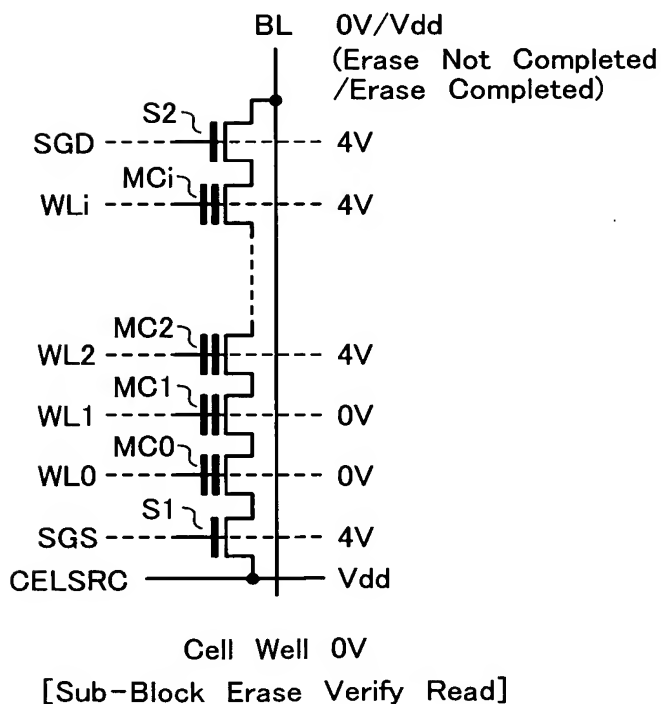 BL 0V/Vdd
(Erase Not Completed
/Erase Completed)
S2
SGD 4V
MCi
WLi 4V
MC2
WL2 4V
MC1
WL1 0V
MC0
WL0 0V
S1
SGS 4V
CELSRC Vdd
Cell Well 0V
[Sub-Block Erase Verify Read]